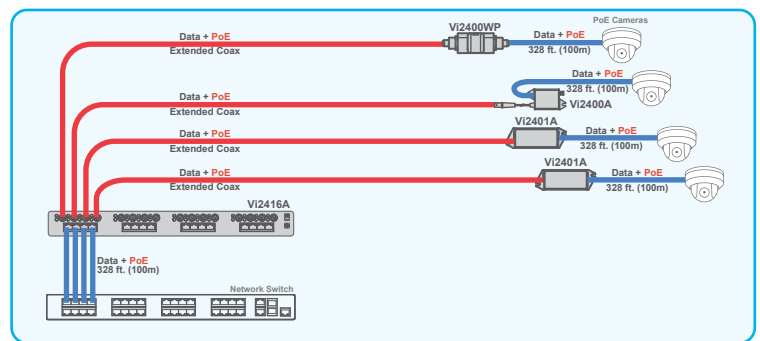 PoE Cameras
Vi2400WP
Data + PoE
Extended Coax
Data + PoE
328 ft. (100m)
Data + PoE
328 ft. (100m)
Data + PoE
Extended Coax
Vi2400A
Vi2401A
Data + PoE
Extended Coax
Data + PoE
328 ft. (100m)
Vi2401A
Data + PoE
Extended Coax
Data + PoE
328 ft. (100m)
Vi2416A
Data + PoE
328 ft. (100m)
Network Switch